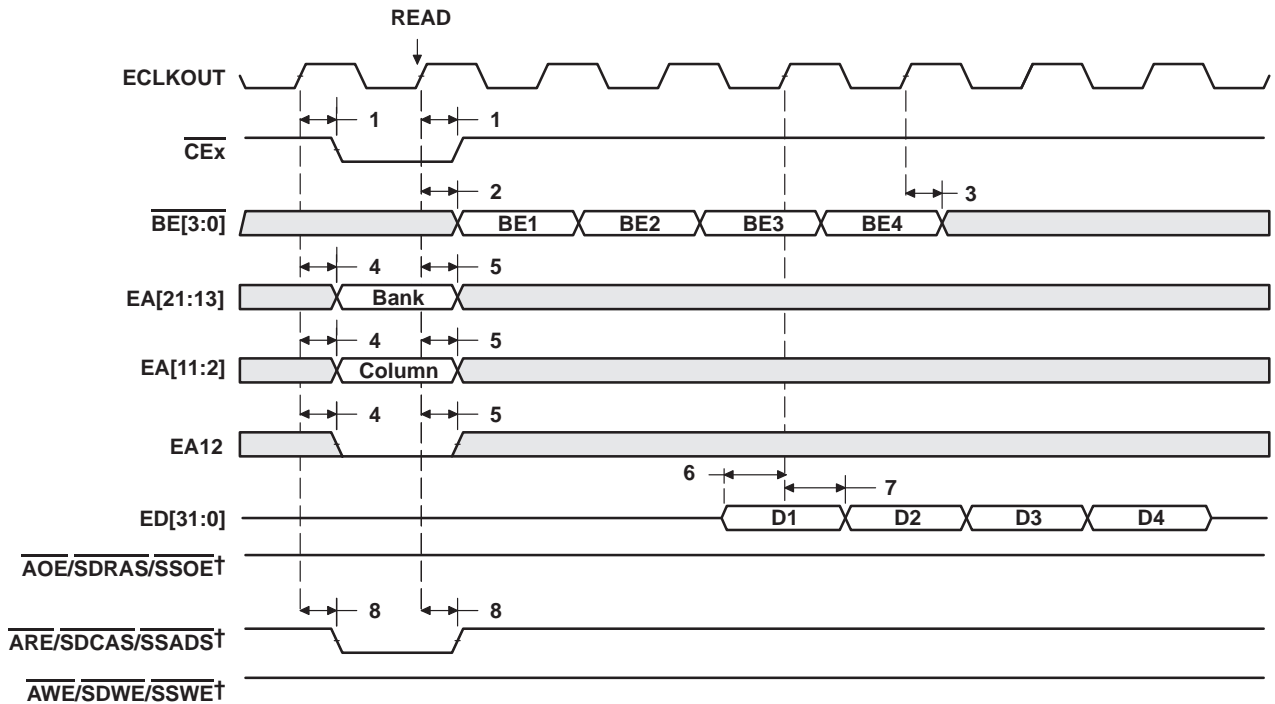 READ
ECLKOUT
1 1
CEx
2 3
BE[3:0] BE1 BE2 BE3 BE4
4 5
EA[21:13] Bank
4 5
EA[11:2] Column
4 5
EA12
6 7
ED[31:0] D1 D2 D3 D4
AOE/SDRAS/SSOE†
8 8
ARE/SDCAS/SSADS†
AWE/SDWE/SSWE†